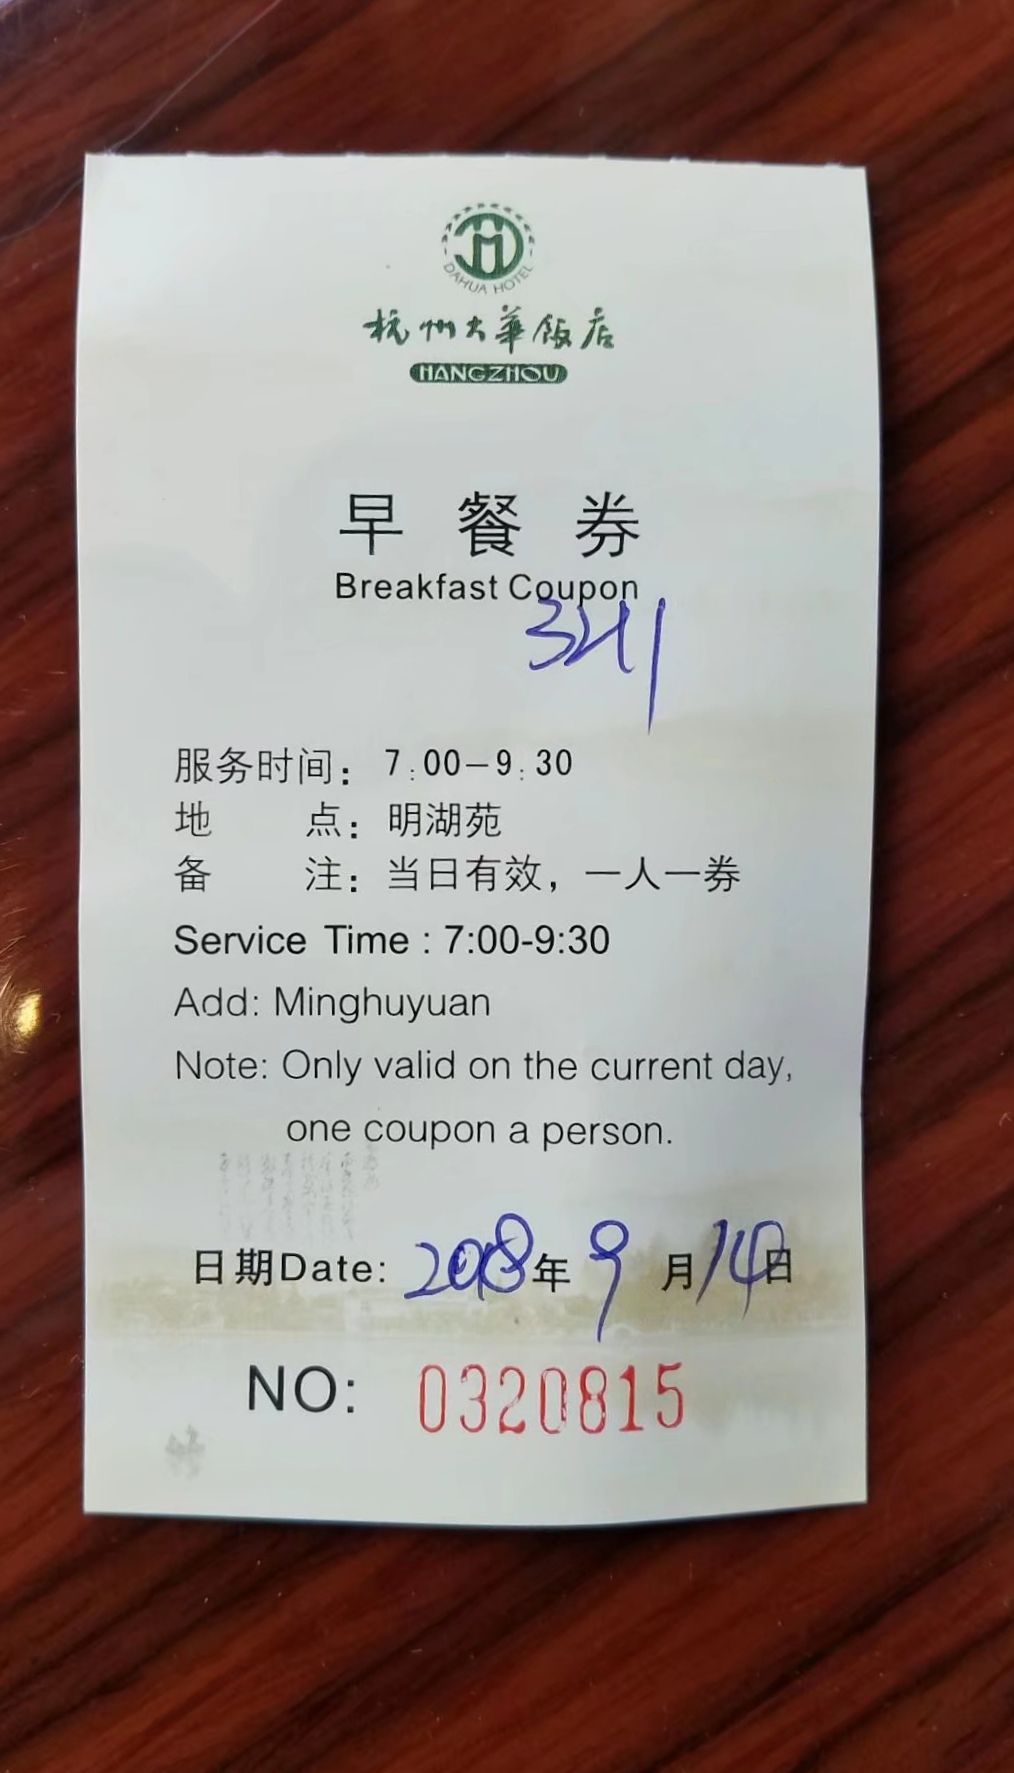 DAHUA HOTEL
杭州大華飯店
HANGZHOU
早餐券
Breakfast Coupon
服务时间：7:00-9:30
地 点：明湖苑
备 注：当日有效，一人一券
Service Time : 7:00-9:30
Add: Minghuyuan
Note: Only valid on the current day,
one coupon a person.
日期Date: 2018年9月14日
NO: 0320815